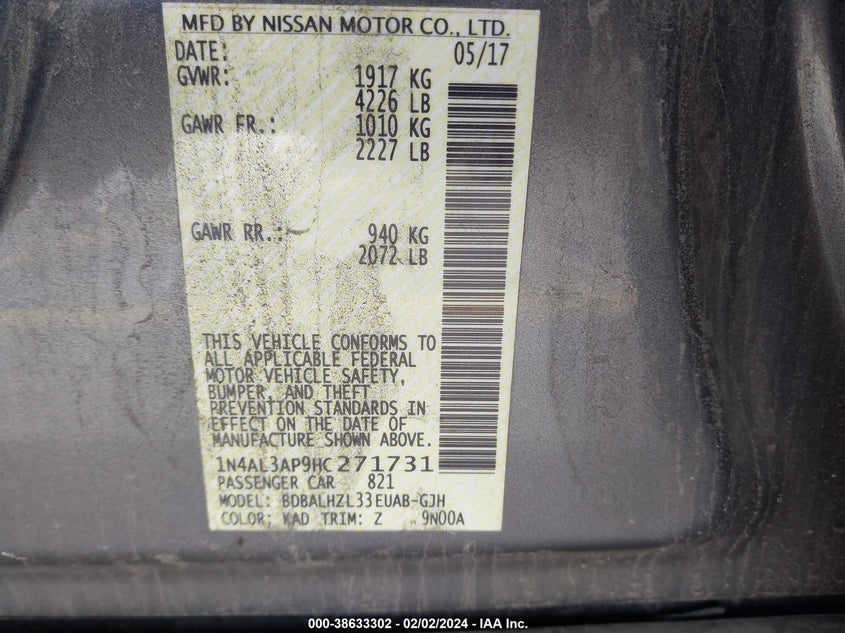 MFD BY NISSAN MOTOR CO., LTD.
DATE: 05/17
GVWR: 1917 KG
4226 LB
GAWR FR.: 1010 KG
2227 LB
GAWR RR.: 940 KG
2072 LB
THIS VEHICLE CONFORMS TO
ALL APPLICABLE FEDERAL
MOTOR VEHICLE SAFETY,
BUMPER, AND THEFT
PREVENTION STANDARDS IN
EFFECT ON THE DATE OF
MANUFACTURE SHOWN ABOVE.
1N4AL3AP9HC271731
PASSENGER CAR 821
MODEL: BDBALHZL33EUAB-GJH
COLOR; KAD TRIM: Z 9N00A
000-38633302 - 02/02/2024 - IAA Inc.